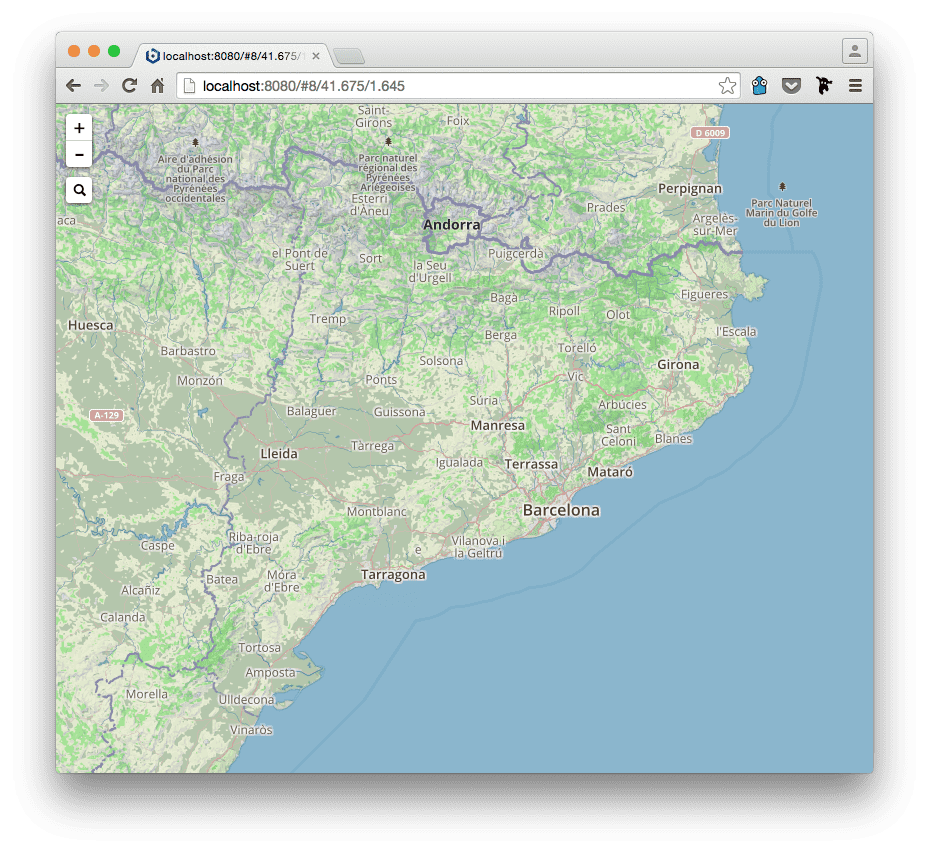 localhost:8080/#8/41.675/1
localhost:8080/#8/41.675/1.645
+
-
Saint-
Girons
Foix
D 6009
Aire d'adhésion
du Parc
national des
Pyrénées
occidentales
Parc naturel
régional des
Pyrénées
Ariégeoises
Esterri
d'Àneu
Perpignan
Parc Naturel
Marin du Golfe
du Lion
Prades
Argelès-
sur-Mer
aca
Andorra
el Pont de
Suert
Sort
la Seu
d'Urgell
Puigcerdà
Figueres
Bagà
Ripoll
Olot
Huesca
Tremp
Berga
l'Escala
Barbastro
Solsona
Torelló
Girona
Monzón
Ponts
Vic
A-129
Balaguer
Guissona
Súria
Arbúcies
Manresa
Sant
Celoni
Blanes
Lleida
Tàrrega
Igualada
Terrassa
Mataró
Fraga
Montblanc
Barcelona
Caspe
Riba-roja
d'Ebre
e
Vilanova i
la Geltrú
Batea
Móra
d'Ebre
Tarragona
Alcañiz
Calanda
Tortosa
Amposta
Morella
Ulldecona
Vinaròs